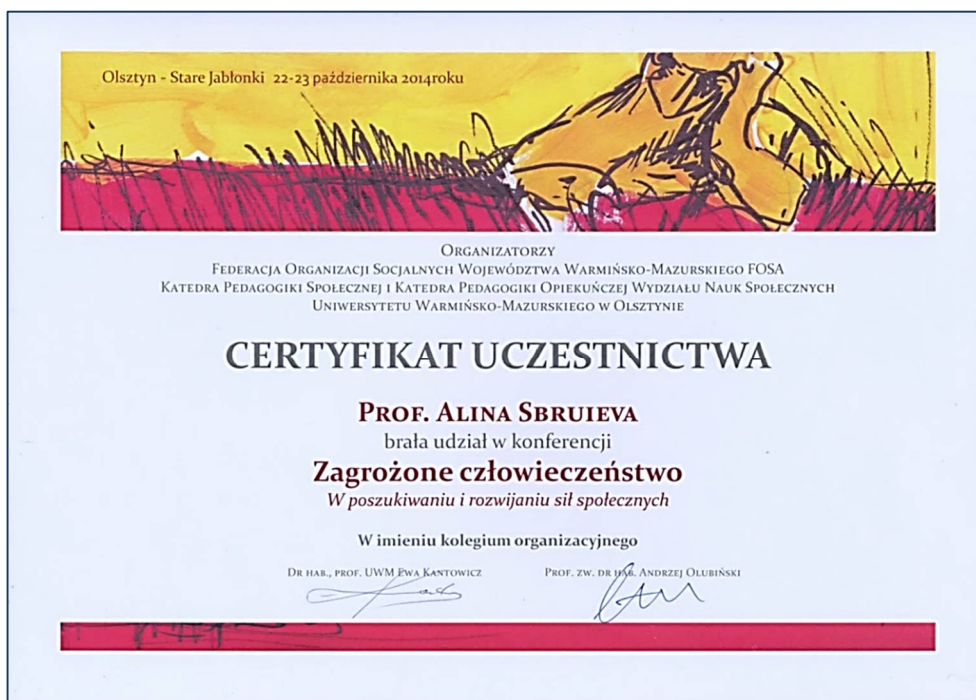 Olsztyn - Stare Jabłonki 22-23 października 2014roku
Organizatorzy
Federacja Organizacji Socjalnych Województwa Warmińsko-Mazurskiego FOSA
Katedra Pedagogiki Społecznej i Katedra Pedagogiki Opiekuńczej Wydziału Nauk Społecznych
Uniwersytetu Warmińsko-Mazurskiego w Olsztynie
CERTYFIKAT UCZESTNICTWA
Prof. Alina Sbruieva
brała udział w konferencji
Zagrożone człowieczeństwo
W poszukiwaniu i rozwijaniu sił społecznych
W imieniu kolegium organizacyjnego
Dr hab., prof. UWM Ewa Kantowicz Prof. zw. dr hab. Andrzej Olubiński